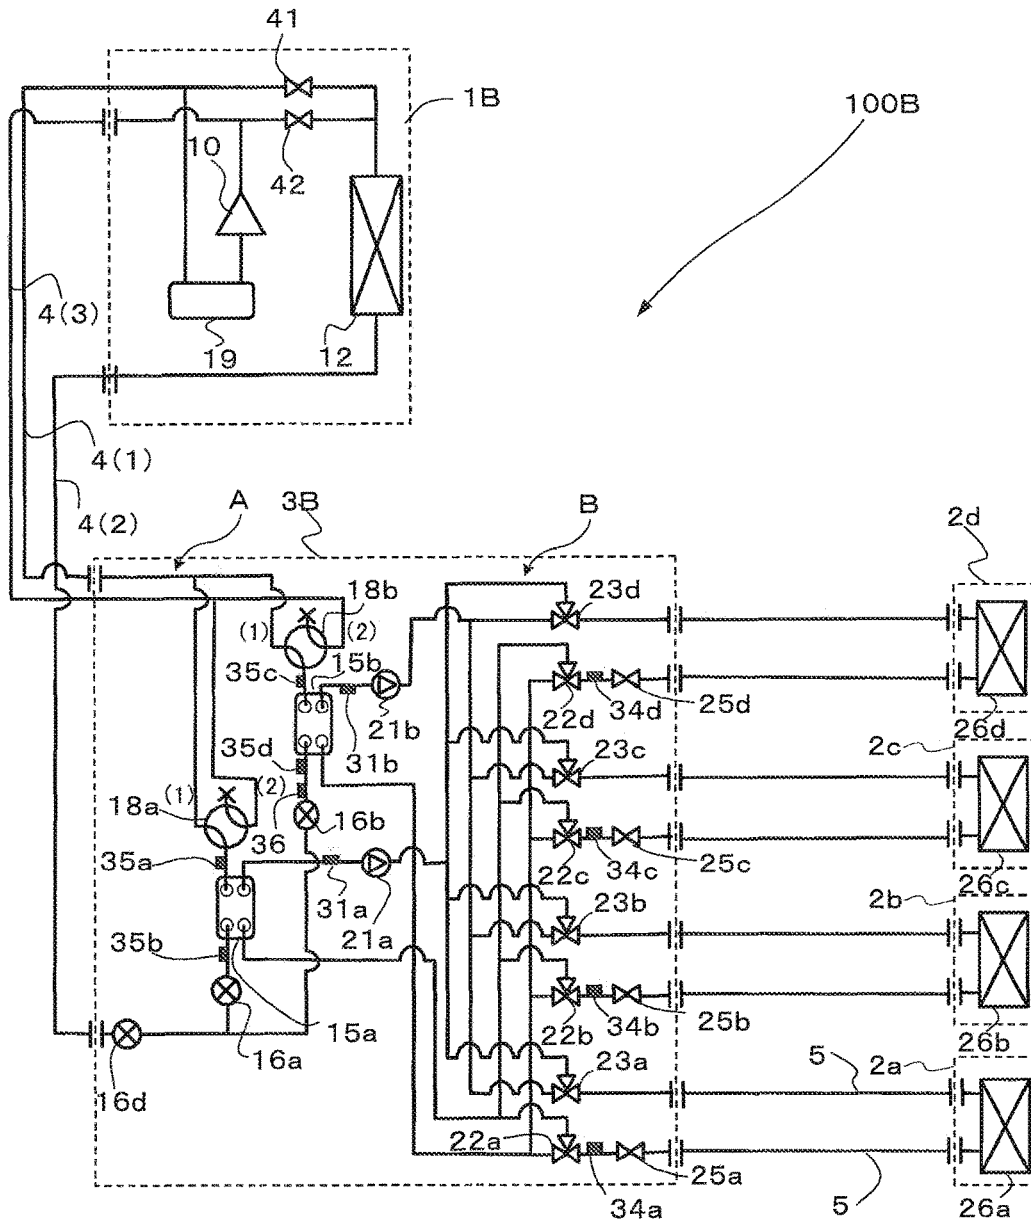 41
1B
100B
10
42
4(3)
19
12
4(1)
4(2)
A
3B
B
2d
18b
23d
(1)
(2)
35c
15b
22d
34d
25d
26d
21b
31b
35d
2c
23c
(1)
(2)
18a
36
16b
35a
22c
34c
25c
26c
31a
21a
23b
2b
35b
22b
34b
25b
26b
15a
16a
16d
23a
5
2a
22a
25a
34a
5
26a